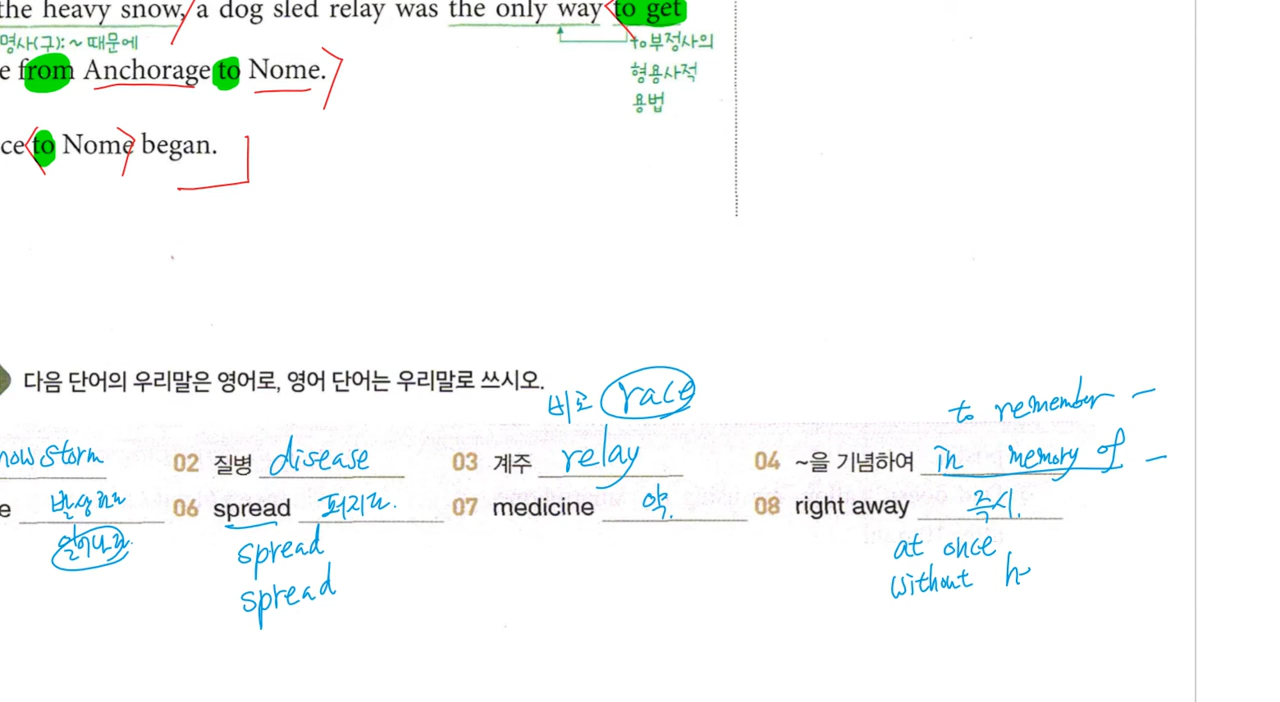 the heavy snow, a dog sled relay was the only way to get
명사(구): ~ 때문에
to부정사의
형용사적
용법
e from Anchorage to Nome.
ce to Nome began.
다음 단어의 우리말은 영어로, 영어 단어는 우리말로 쓰시오.
비로 race
to remember ~
now storm 02 질병 disease 03 계주 relay 04 ~을 기념하여 in memory of ~
e 발생하다 06 spread 퍼지다. 07 medicine 약. 08 right away 즉시.
일어나다.
spread
spread
at once
without h